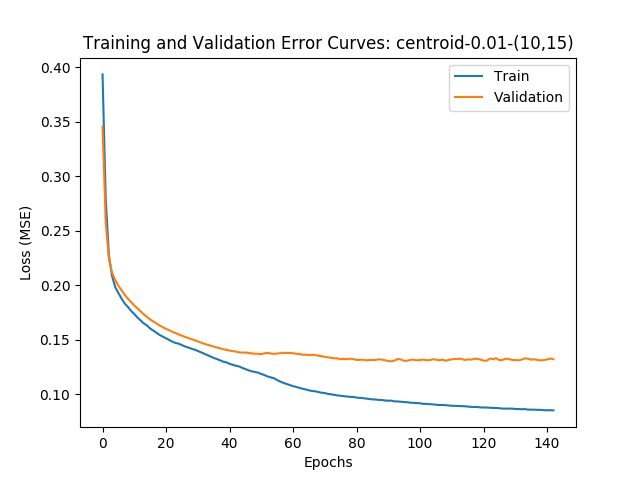 Training and Validation Error Curves: centroid-0.01-(10,15)
Train
Validation
Loss (MSE)
0.40
0.35
0.30
0.25
0.20
0.15
0.10
0 20 40 60 80 100 120 140
Epochs